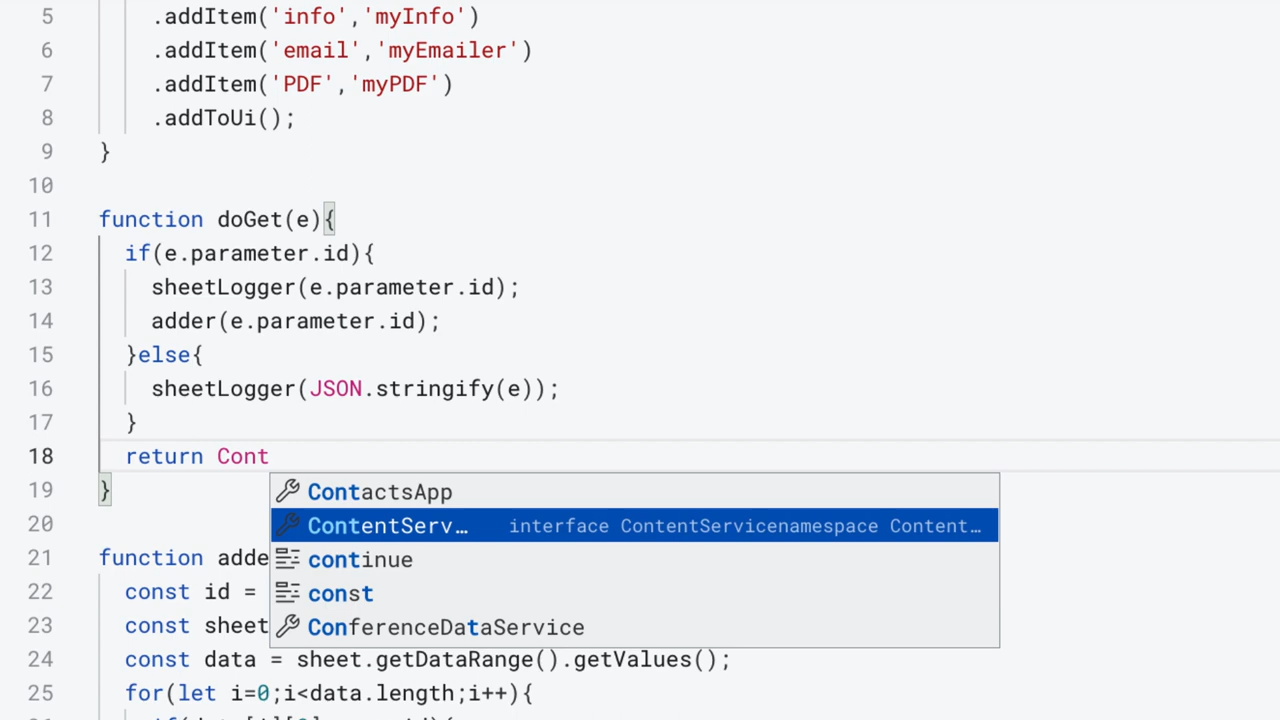 5 .addItem('info','myInfo')
6 .addItem('email','myEmailer')
7 .addItem('PDF','myPDF')
8 .addToUi();
9 }
10
11 function doGet(e){
12 if(e.parameter.id){
13 sheetLogger(e.parameter.id);
14 adder(e.parameter.id);
15 }else{
16 sheetLogger(JSON.stringify(e));
17 }
18 return Cont
19 }
ContactsApp
20
ContentServ… interface ContentServicenamespace Content…
21 function adde
continue
22 const id =
const
23 const sheet
ConferenceDataService
24 const data = sheet.getDataRange().getValues();
25 for(let i=0;i<data.length;i++){